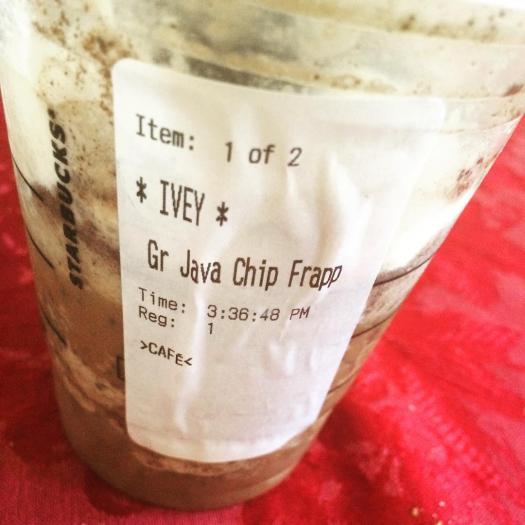 STARBUCKS
Item: 1 of 2
* IVEY *
Gr Java Chip Frapp
Time: 3:36:48 PM
Reg: 1
>CAFE<